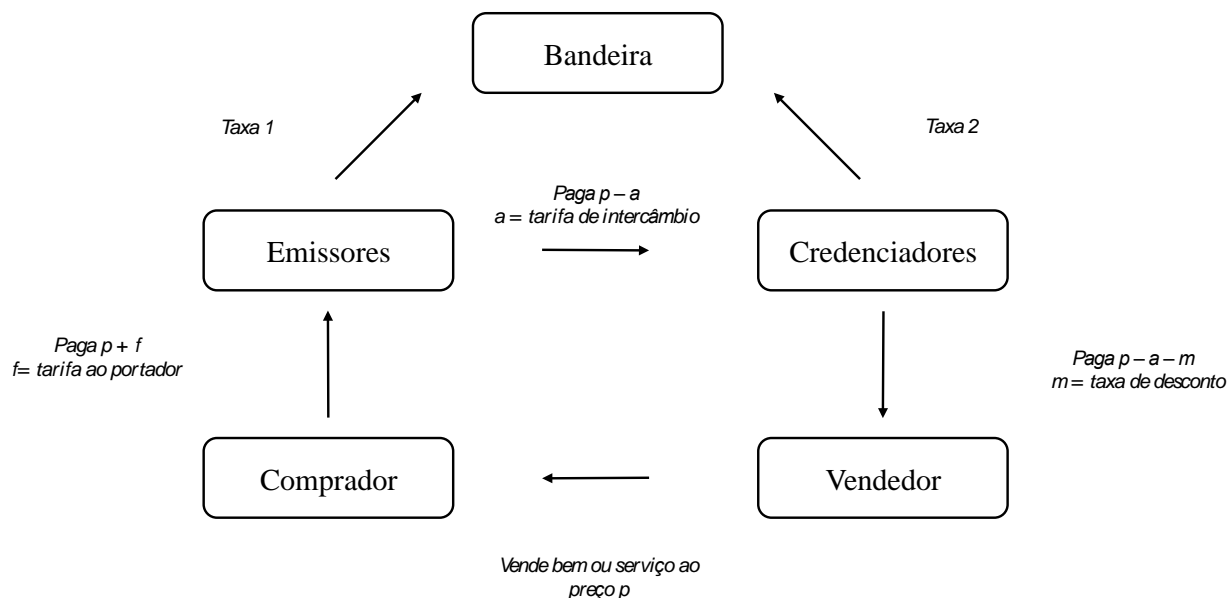 Bandeira
Taxa 1
Taxa 2
Paga p – a
a = tarifa de intercâmbio
Emissores
Credenciadores
Paga p + f
f= tarifa ao portador
Paga p – a – m
m = taxa de desconto
Comprador
Vendedor
Vende bem ou serviço ao
preço p